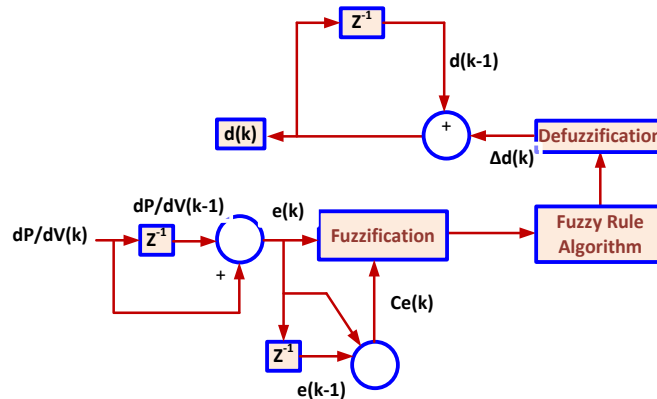 Z⁻¹
d(k-1)
d(k)
+
Defuzzification
Δd(k)
dP/dV(k-1)
e(k)
dP/dV(k)
Z⁻¹
Fuzzification
Fuzzy Rule
Algorithm
+
Ce(k)
Z⁻¹
e(k-1)